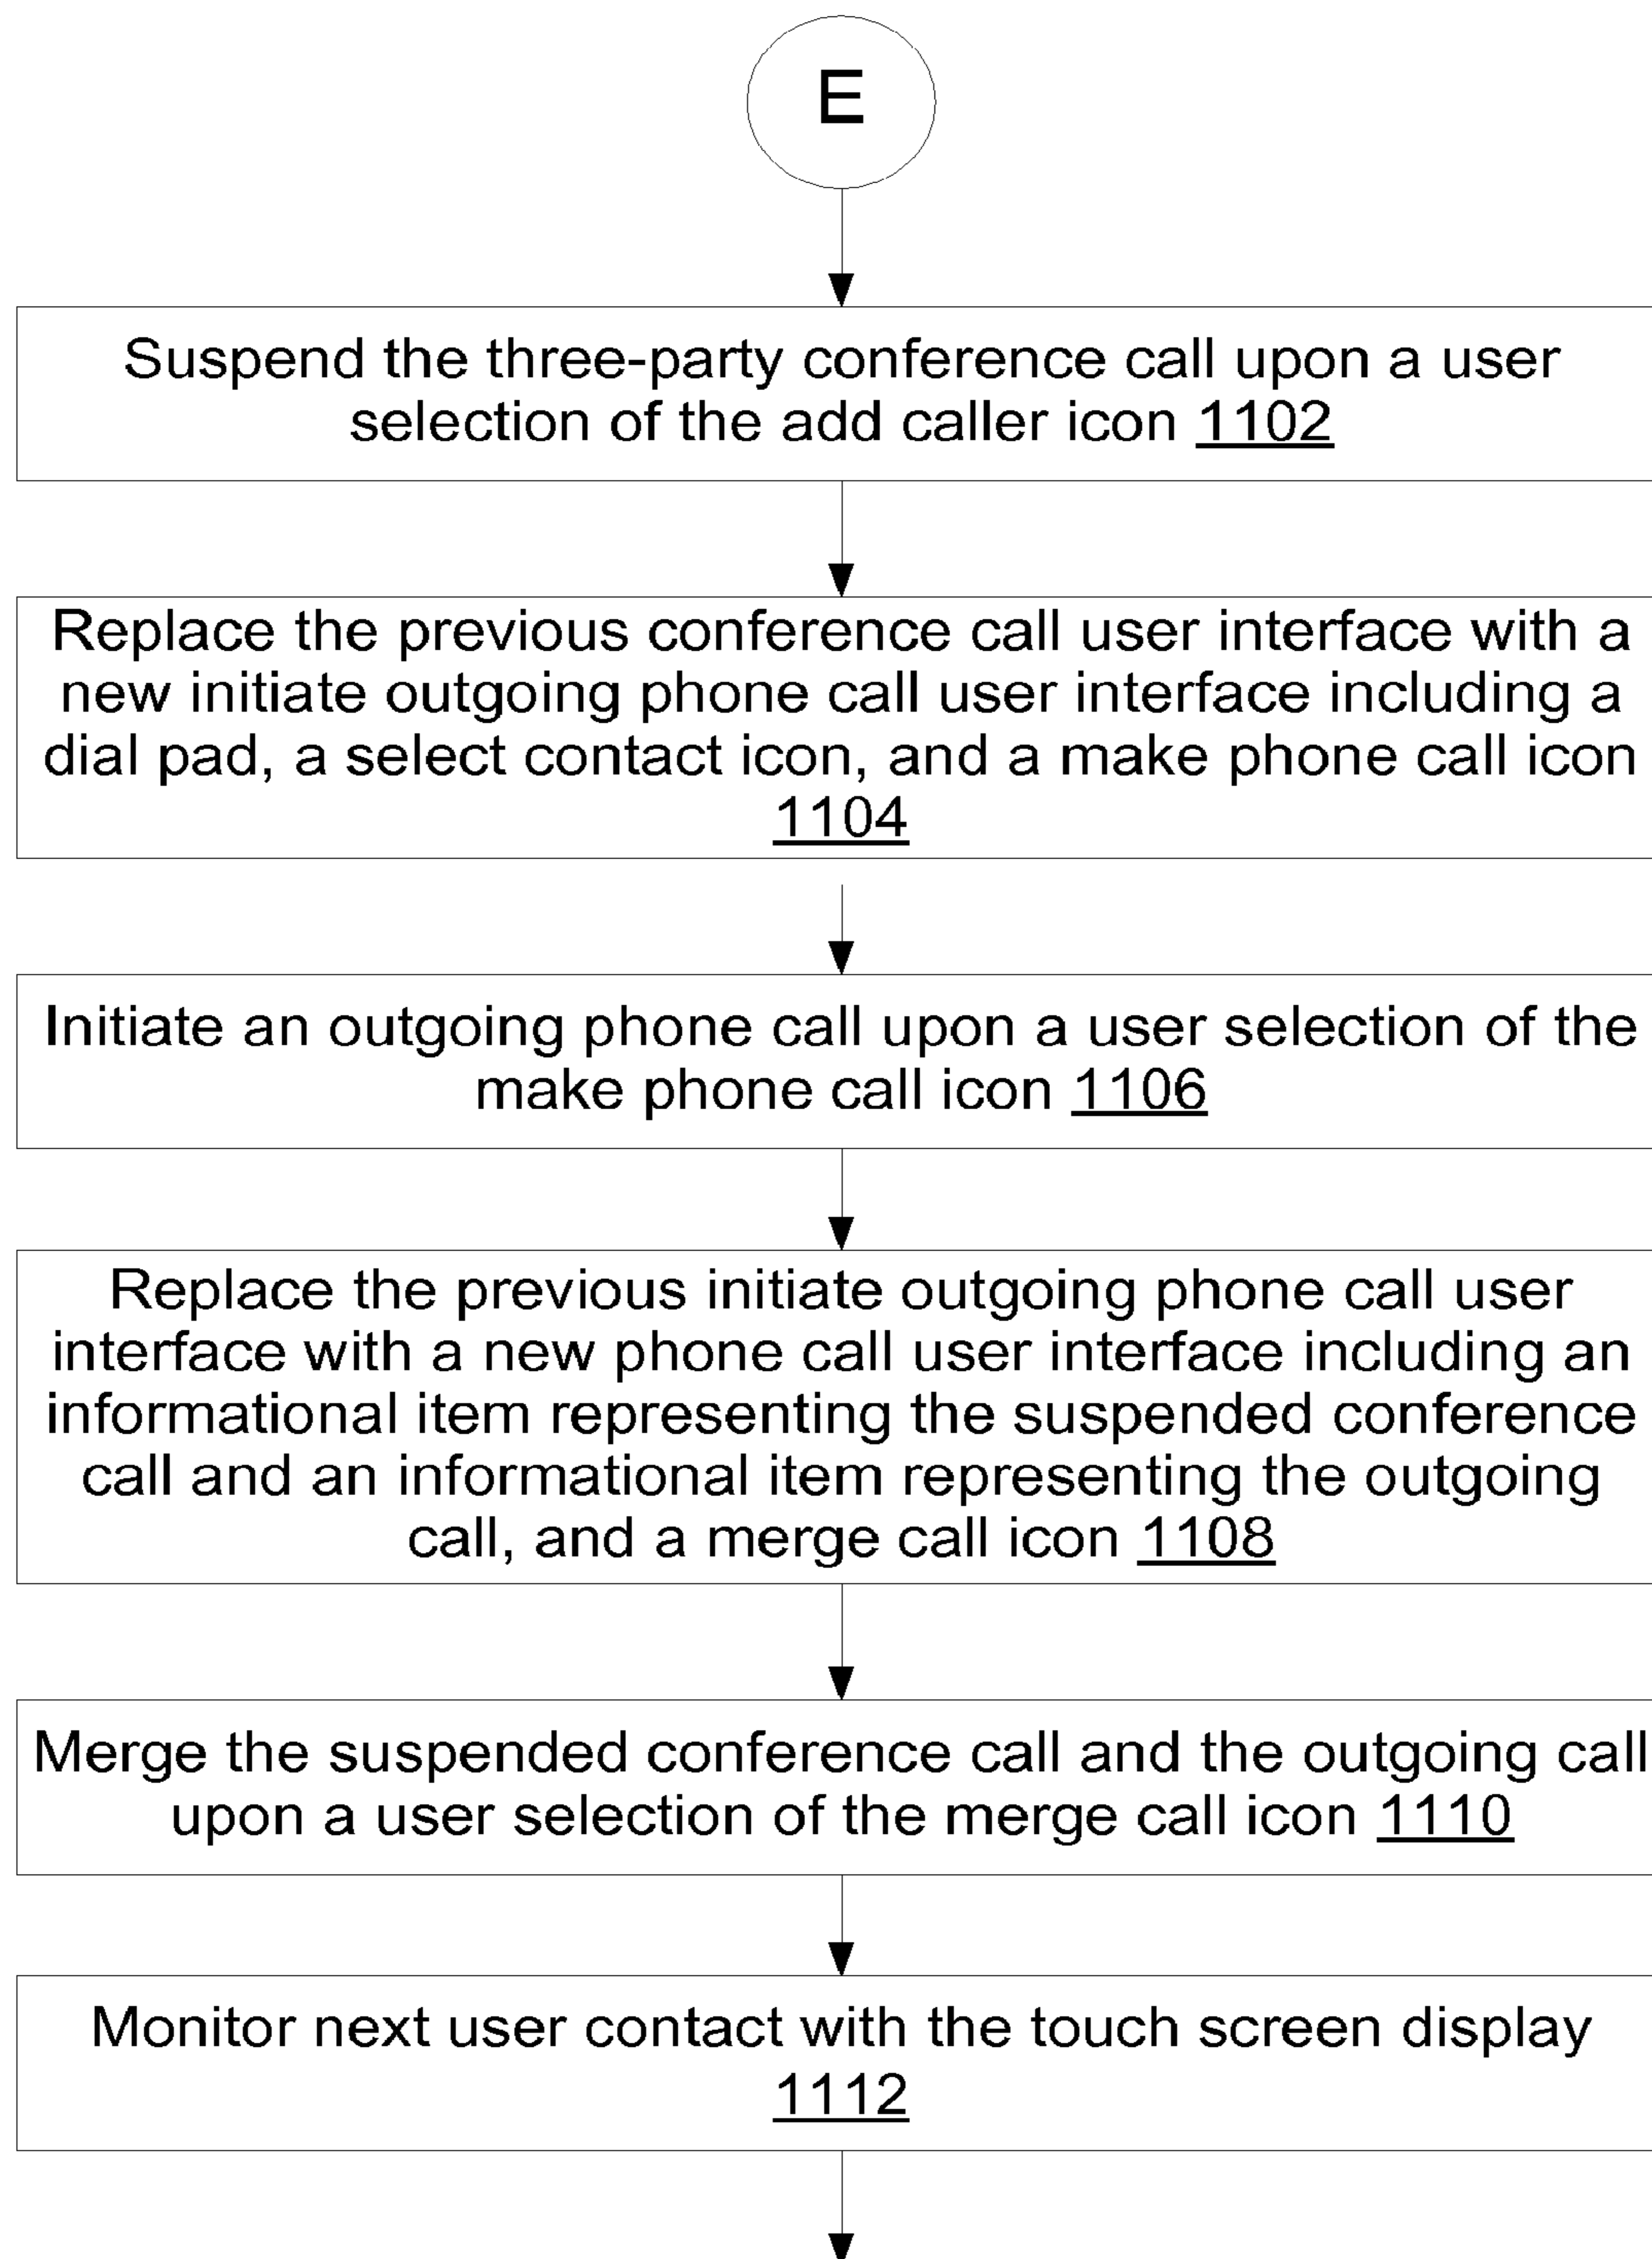 E
Suspend the three-party conference call upon a user
selection of the add caller icon 1102
Replace the previous conference call user interface with a
new initiate outgoing phone call user interface including a
dial pad, a select contact icon, and a make phone call icon
1104
Initiate an outgoing phone call upon a user selection of the
make phone call icon 1106
Replace the previous initiate outgoing phone call user
interface with a new phone call user interface including an
informational item representing the suspended conference
call and an informational item representing the outgoing
call, and a merge call icon 1108
Merge the suspended conference call and the outgoing call
upon a user selection of the merge call icon 1110
Monitor next user contact with the touch screen display
1112